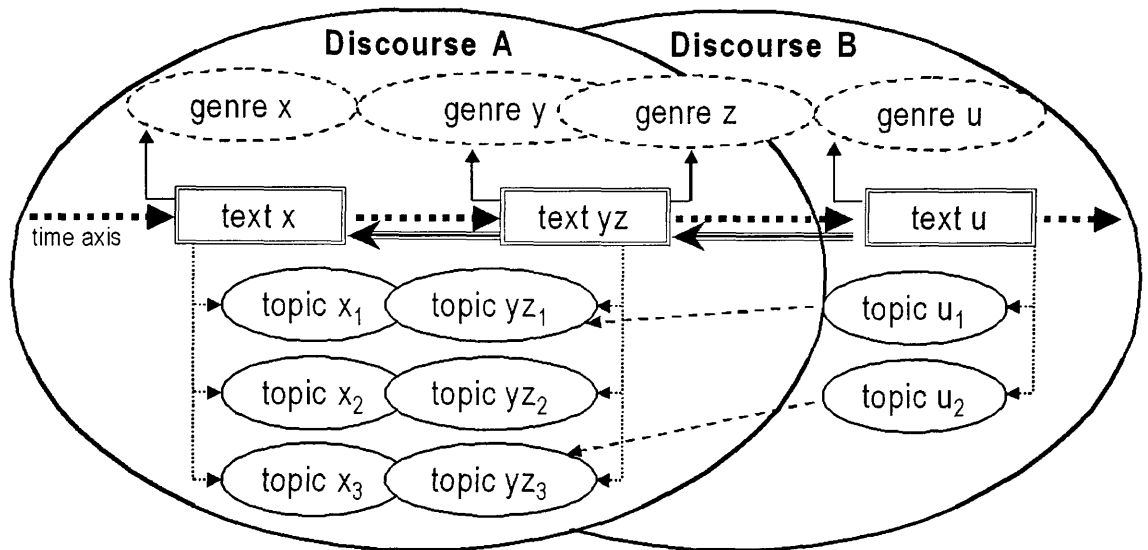 Discourse A
Discourse B
genre x
genre y
genre z
genre u
text x
text yz
text u
time axis
topic x₁
topic yz₁
topic u₁
topic x₂
topic yz₂
topic u₂
topic x₃
topic yz₃